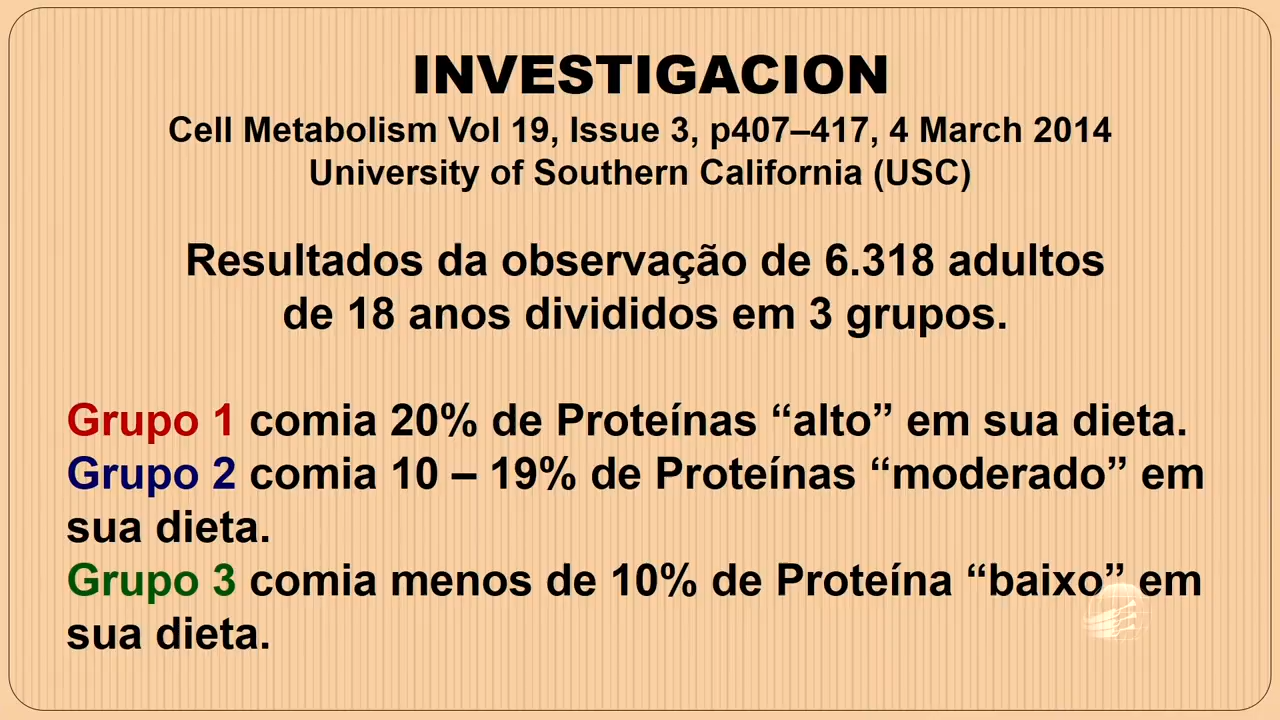 INVESTIGACION
Cell Metabolism Vol 19, Issue 3, p407–417, 4 March 2014
University of Southern California (USC)
Resultados da observação de 6.318 adultos
de 18 anos divididos em 3 grupos.
Grupo 1 comia 20% de Proteínas “alto” em sua dieta.
Grupo 2 comia 10 – 19% de Proteínas “moderado” em
sua dieta.
Grupo 3 comia menos de 10% de Proteína “baixo” em
sua dieta.